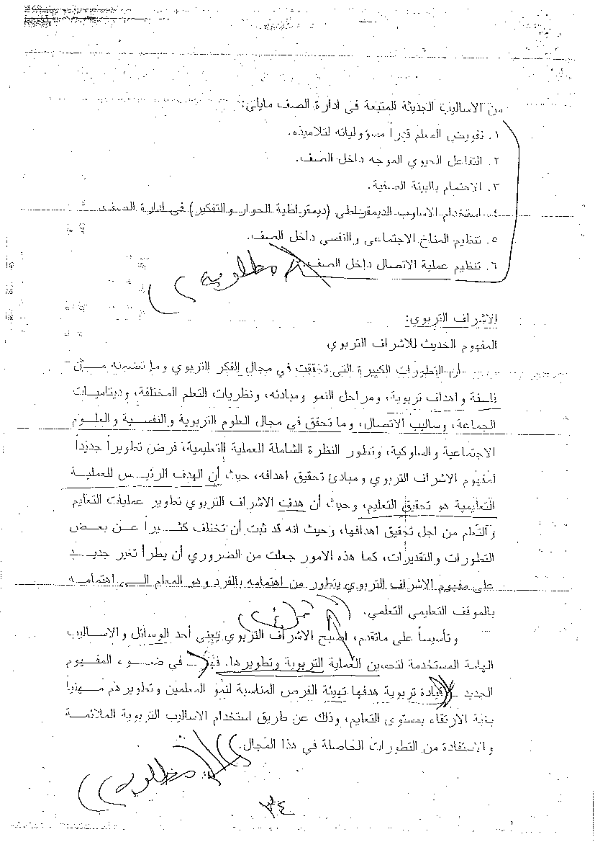 من الاساليب الحديثة المتبعة في ادارة الصف ماياتي:
١. تفويض المعلم قدراً من مسؤولياته لتلاميذه.
٢. التفاعل الحيوي الموجه داخل الصف.
٣. الاهتمام بالبيئة الصفية.
٤. استخدام الاسلوب الديمقراطي (ديمقراطية الحوار والتفكير) في ادارة الصف.
٥. تنظيم المناخ الاجتماعي والنفسي داخل الصف.
٦. تنظيم عملية الاتصال داخل الصف.
الاشراف التربوي:
المفهوم الحديث للاشراف التربوي
ان التطورات الكبيرة التي تحققت في مجال الفكر التربوي وما تضمنه من
فلسفة واهداف تربوية، ومراحل النمو ومبادئه، ونظريات التعلم المختلفة، وديناميات
الجماعة، وساليب الاتصال، وما تحقق في مجال العلوم التربوية والنفسية والعلوم
الاجتماعية والسلوكية، وتطور النظرة الشاملة للعملية التعليمية، فرض تطويراً جديداً
لمفهوم الاشراف التربوي ومبادئ تحقيق اهدافه، حيث أن الهدف الرئيس للعملية
التعليمية هو تحقيق التعليم، وحيث أن هدف الاشراف التربوي تطوير عمليات التعليم
والتعلم من اجل تحقيق اهدافها، وحيث انه قد ثبت أن تختلف كثيراً عن بعض
التطورات والتقديرات، كما هذه الامور جعلت من الضروري أن يطرأ تغير جديد
على مفهوم الاشراف التربوي يتطور من اهتمامه بالفرد وهو المعلم الى اهتمامه
بالموقف التعليمي التعلمي.
وتأسيساً على ماتقدم، اصبح الاشراف التربوي يتبنى أحد الوسائل والاساليب
الهامة المستخدمة لتحسين العملية التربوية وتطويرها. فهو في ضوء المفهوم
الجديد قيادة تربوية هدفها تهيئة الفرص المناسبة لنمو المعلمين وتطويرهم مهنيا
بغية الارتقاء بمستوى التعليم، وذلك عن طريق استخدام الاساليب التربوية الملائمة
والاستفادة من التطورات الحاصلة في هذا المجال.
٣٤